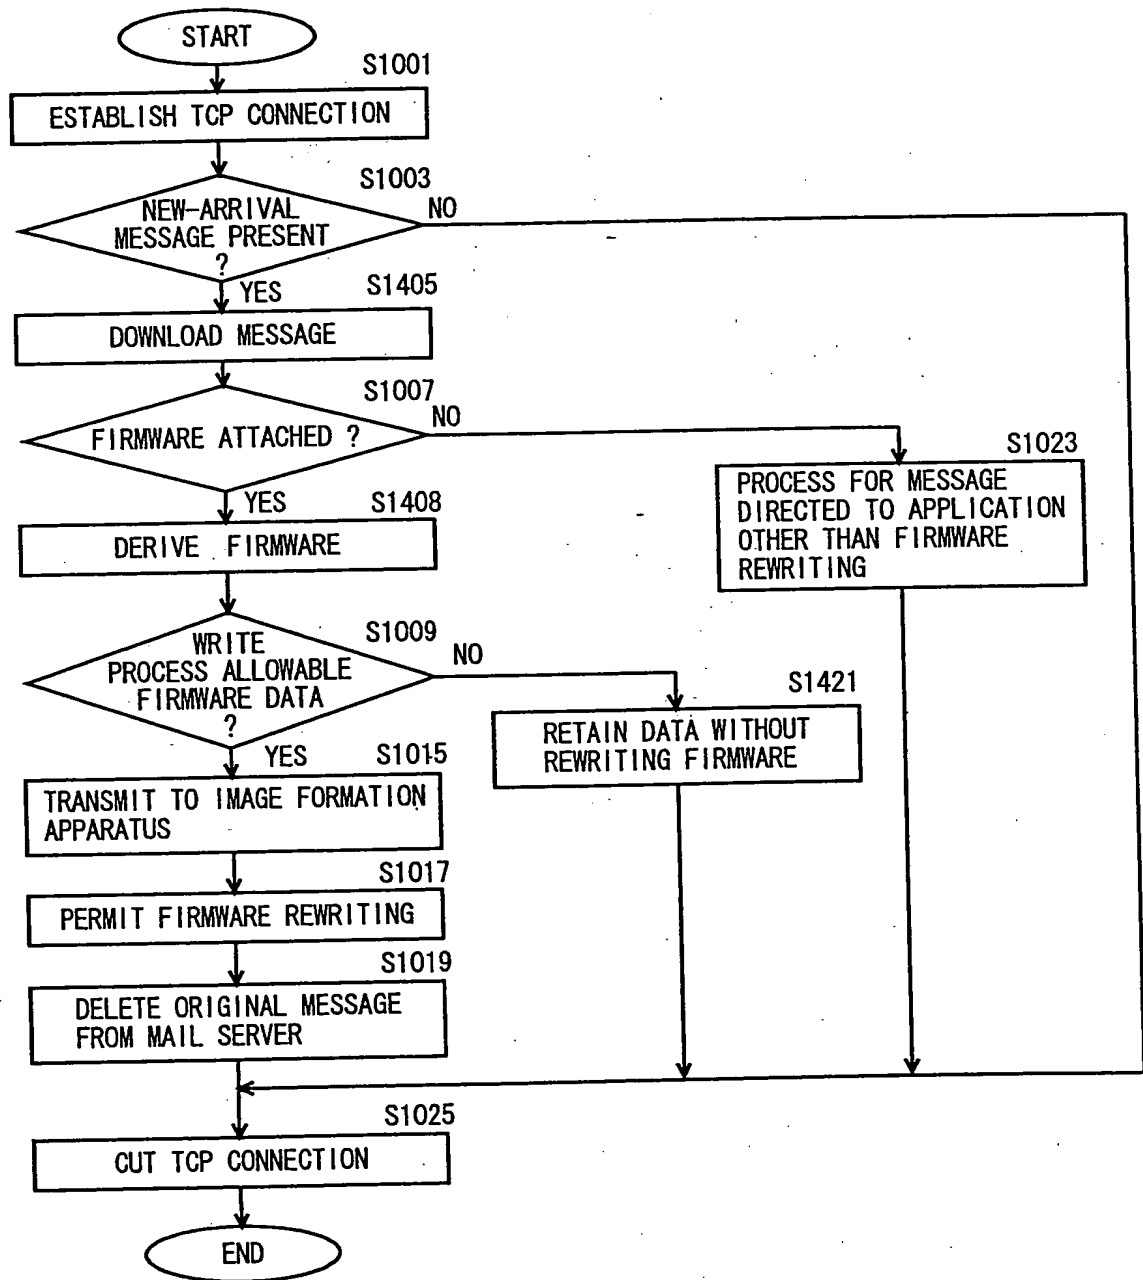 START
S1001
ESTABLISH TCP CONNECTION
S1003
NEW-ARRIVAL
MESSAGE PRESENT
?
NO
YES
S1405
DOWNLOAD MESSAGE
S1007
FIRMWARE ATTACHED ?
NO
S1023
PROCESS FOR MESSAGE
DIRECTED TO APPLICATION
OTHER THAN FIRMWARE
REWRITING
YES
S1408
DERIVE FIRMWARE
S1009
WRITE
PROCESS ALLOWABLE
FIRMWARE DATA
?
NO
S1421
RETAIN DATA WITHOUT
REWRITING FIRMWARE
YES
S1015
TRANSMIT TO IMAGE FORMATION
APPARATUS
S1017
PERMIT FIRMWARE REWRITING
S1019
DELETE ORIGINAL MESSAGE
FROM MAIL SERVER
S1025
CUT TCP CONNECTION
END